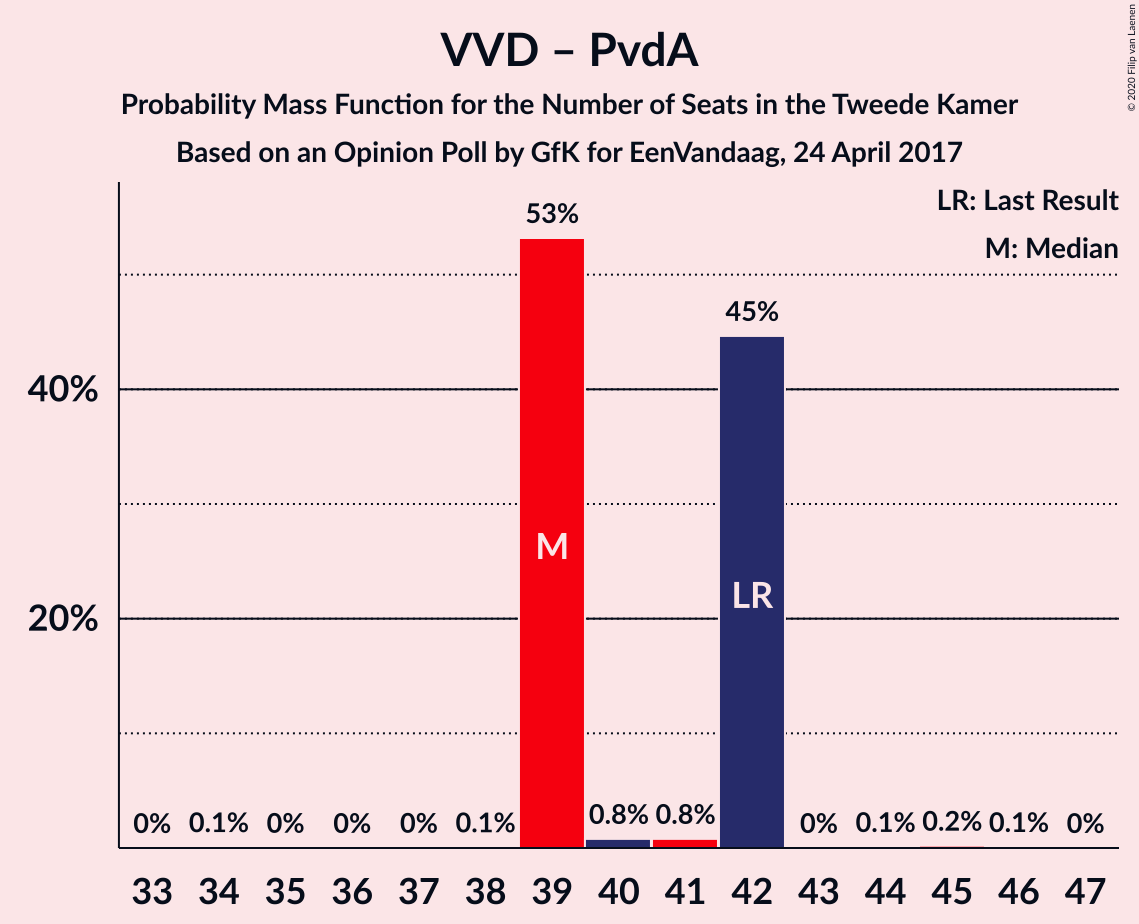 VVD – PvdA
Probability Mass Function for the Number of Seats in the Tweede Kamer
Based on an Opinion Poll by GfK for EenVandaag, 24 April 2017
© 2020 Filip van Laenen
LR: Last Result
M: Median
53%
45%
40%
M
LR
20%
0% 0.1% 0% 0% 0% 0.1% 0.8% 0.8% 0% 0.1% 0.2% 0.1% 0%
33 34 35 36 37 38 39 40 41 42 43 44 45 46 47